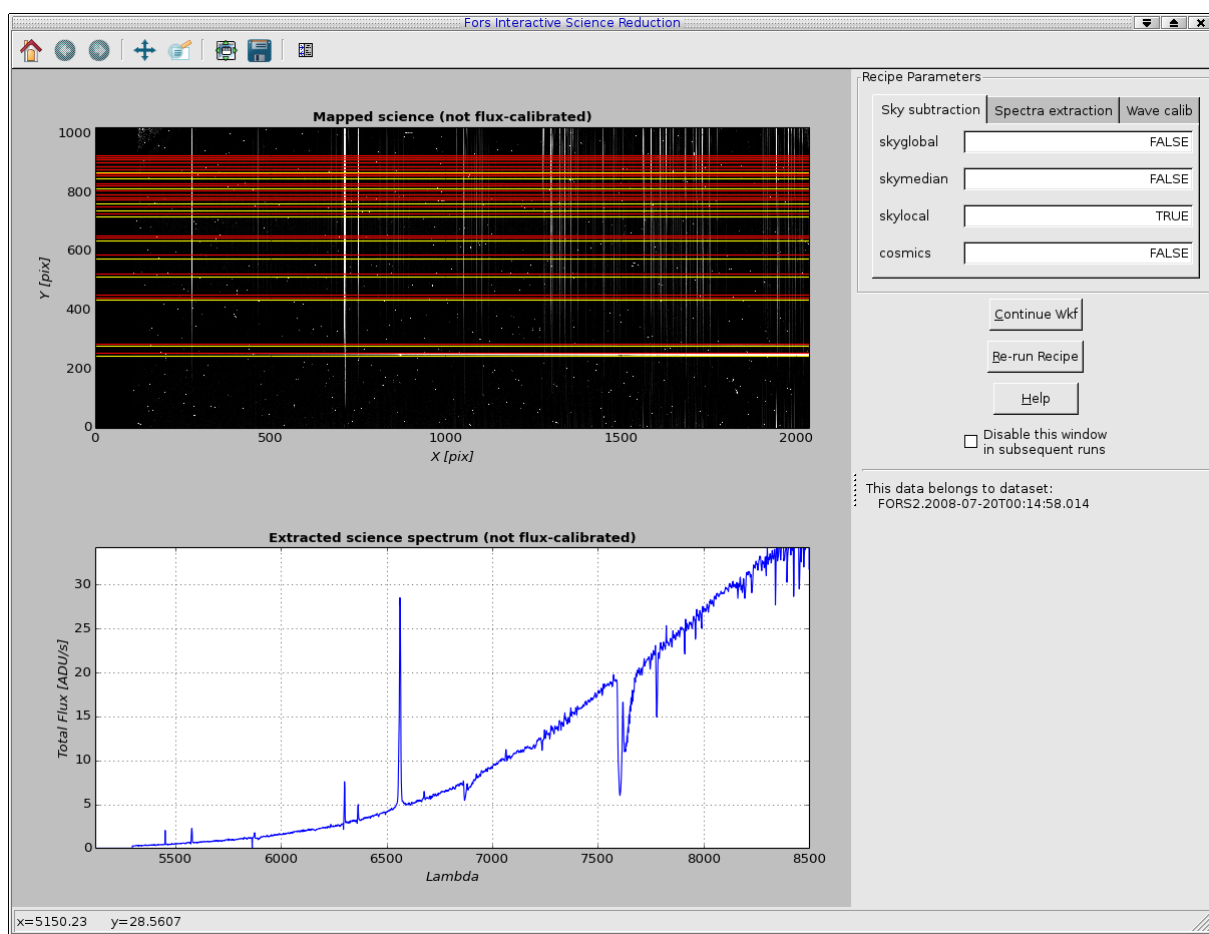 Fors Interactive Science Reduction
Mapped science (not flux-calibrated)
1000
800
600
400
200
0
Y [pix]
0 500 1000 1500 2000
X [pix]
Extracted science spectrum (not flux-calibrated)
30
25
20
15
10
5
0
Total Flux [ADU/s]
5500 6000 6500 7000 7500 8000 8500
Lambda
Recipe Parameters
Sky subtraction Spectra extraction Wave calib
skyglobal FALSE
skymedian FALSE
skylocal TRUE
cosmics FALSE
Continue Wkf
Re-run Recipe
Help
Disable this window
in subsequent runs
This data belongs to dataset:
FORS2.2008-07-20T00:14:58.014
x=5150.23 y=28.5607